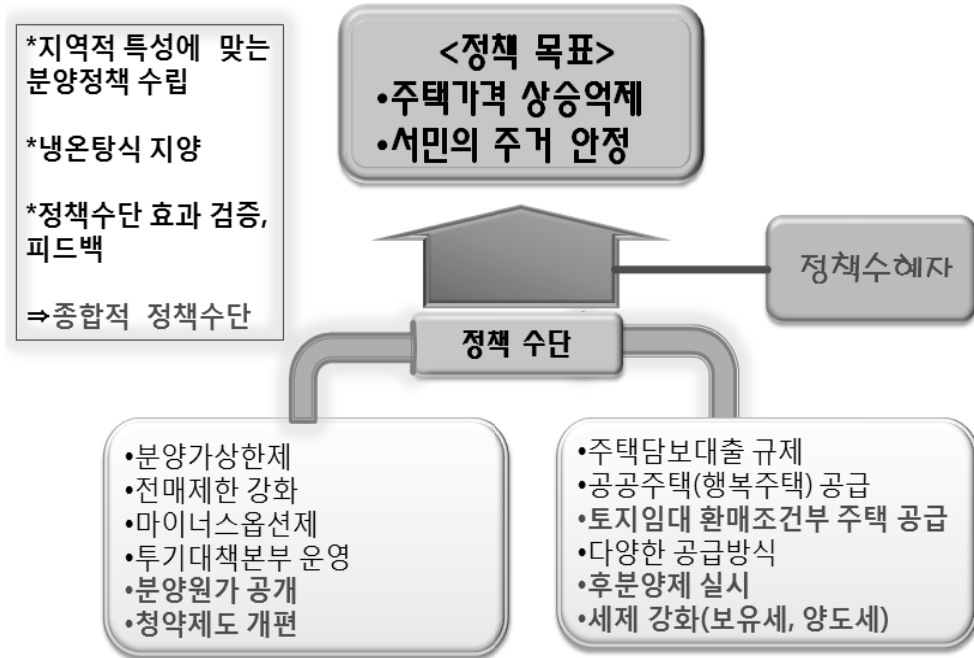 *지역적 특성에 맞는
분양정책 수립
*냉온탕식 지양
*정책수단 효과 검증,
피드백
⇒종합적 정책수단
<정책 목표>
•주택가격 상승억제
•서민의 주거 안정
정책수혜자
정책 수단
•분양가상한제
•전매제한 강화
•마이너스옵션제
•투기대책본부 운영
•분양원가 공개
•청약제도 개편
•주택담보대출 규제
•공공주택(행복주택) 공급
•토지임대 환매조건부 주택 공급
•다양한 공급방식
•후분양제 실시
•세제 강화(보유세, 양도세)